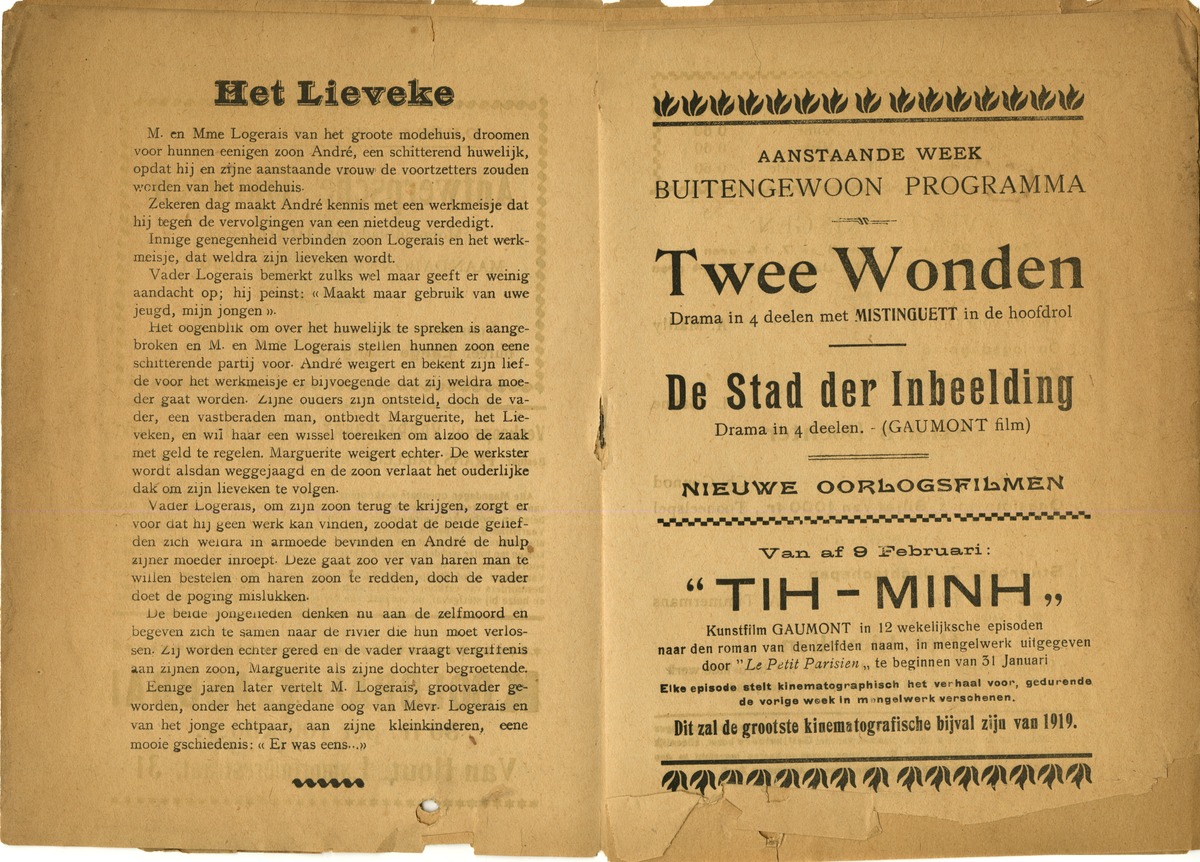 Het Lieveke
M. en Mme Logerais van het groote modehuis, droomen
voor hunnen eenigen zoon André, een schitterend huwelijk,
opdat hij en zijne aanstaande vrouw de voortzetters zouden
worden van het modehuis.
Zekeren dag maakt André kennis met een werkmeisje dat
hij tegen de vervolgingen van een nietdeug verdedigt.
Innige genegenheid verbinden zoon Logerais en het werk-
meisje, dat weldra zijn lieveken wordt.
Vader Logerais bemerkt zulks wel maar geeft er weinig
aandacht op; hij peinst: « Maakt maar gebruik van uwe
jeugd, mijn jongen ».
Het oogenblik om over het huwelijk te spreken is aange-
broken en M. en Mme Logerais stellen hunnen zoon eene
schitterende partij voor. André weigert en bekent zijn lief-
de voor het werkmeisje er bijvoegende dat zij weldra moe-
der gaat worden. Zijne ouders zijn ontsteld, doch de va-
der, een vastberaden man, ontbiedt Marguerite, het Lie-
veken, en wil haar een wissel toereiken om alzoo de zaak
met geld te regelen. Marguerite weigert echter. De werkster
wordt alsdan weggejaagd en de zoon verlaat het ouderlijke
dak om zijn lieveken te volgen.
Vader Logerais, om zijn zoon terug te krijgen, zorgt er
voor dat hij geen werk kan vinden, zoodat de beide gelief-
den zich weldra in armoede bevinden en André de hulp
zijner moeder inroept. Deze gaat zoo ver van haren man te
willen bestelen om haren zoon te redden, doch de vader
doet de poging mislukken.
De beide jongelieden denken nu aan de zelfmoord en
begeven zich te samen naar de rivier die hun moet verlos-
sen. Zij worden echter gered en de vader vraagt vergiffenis
aan zijnen zoon, Marguerite als zijne dochter begroetende.
Eenige jaren later vertelt M. Logerais, grootvader ge-
worden, onder het aangedane oog van Mevr. Logerais en
van het jonge echtpaar, aan zijne kleinkinderen, eene
mooie gschiedenis: « Er was eens...»
AANSTAANDE WEEK
BUITENGEWOON PROGRAMMA
Twee Wonden
Drama in 4 deelen met MISTINGUETT in de hoofdrol
De Stad der Inbeelding
Drama in 4 deelen. - (GAUMONT film)
NIEUWE OORLOGSFILMEN
Van af 9 Februari:
“ TIH - MINH „
Kunstfilm GAUMONT in 12 wekelijksche episoden
naar den roman van denzelfden naam, in mengelwerk uitgegeven
door "Le Petit Parisien „ te beginnen van 31 Januari
Elke episode stelt kinematographisch het verhaal voor, gedurende
de vorige week in mengelwerk verschenen.
Dit zal de grootste kinematografische bijval zijn van 1919.